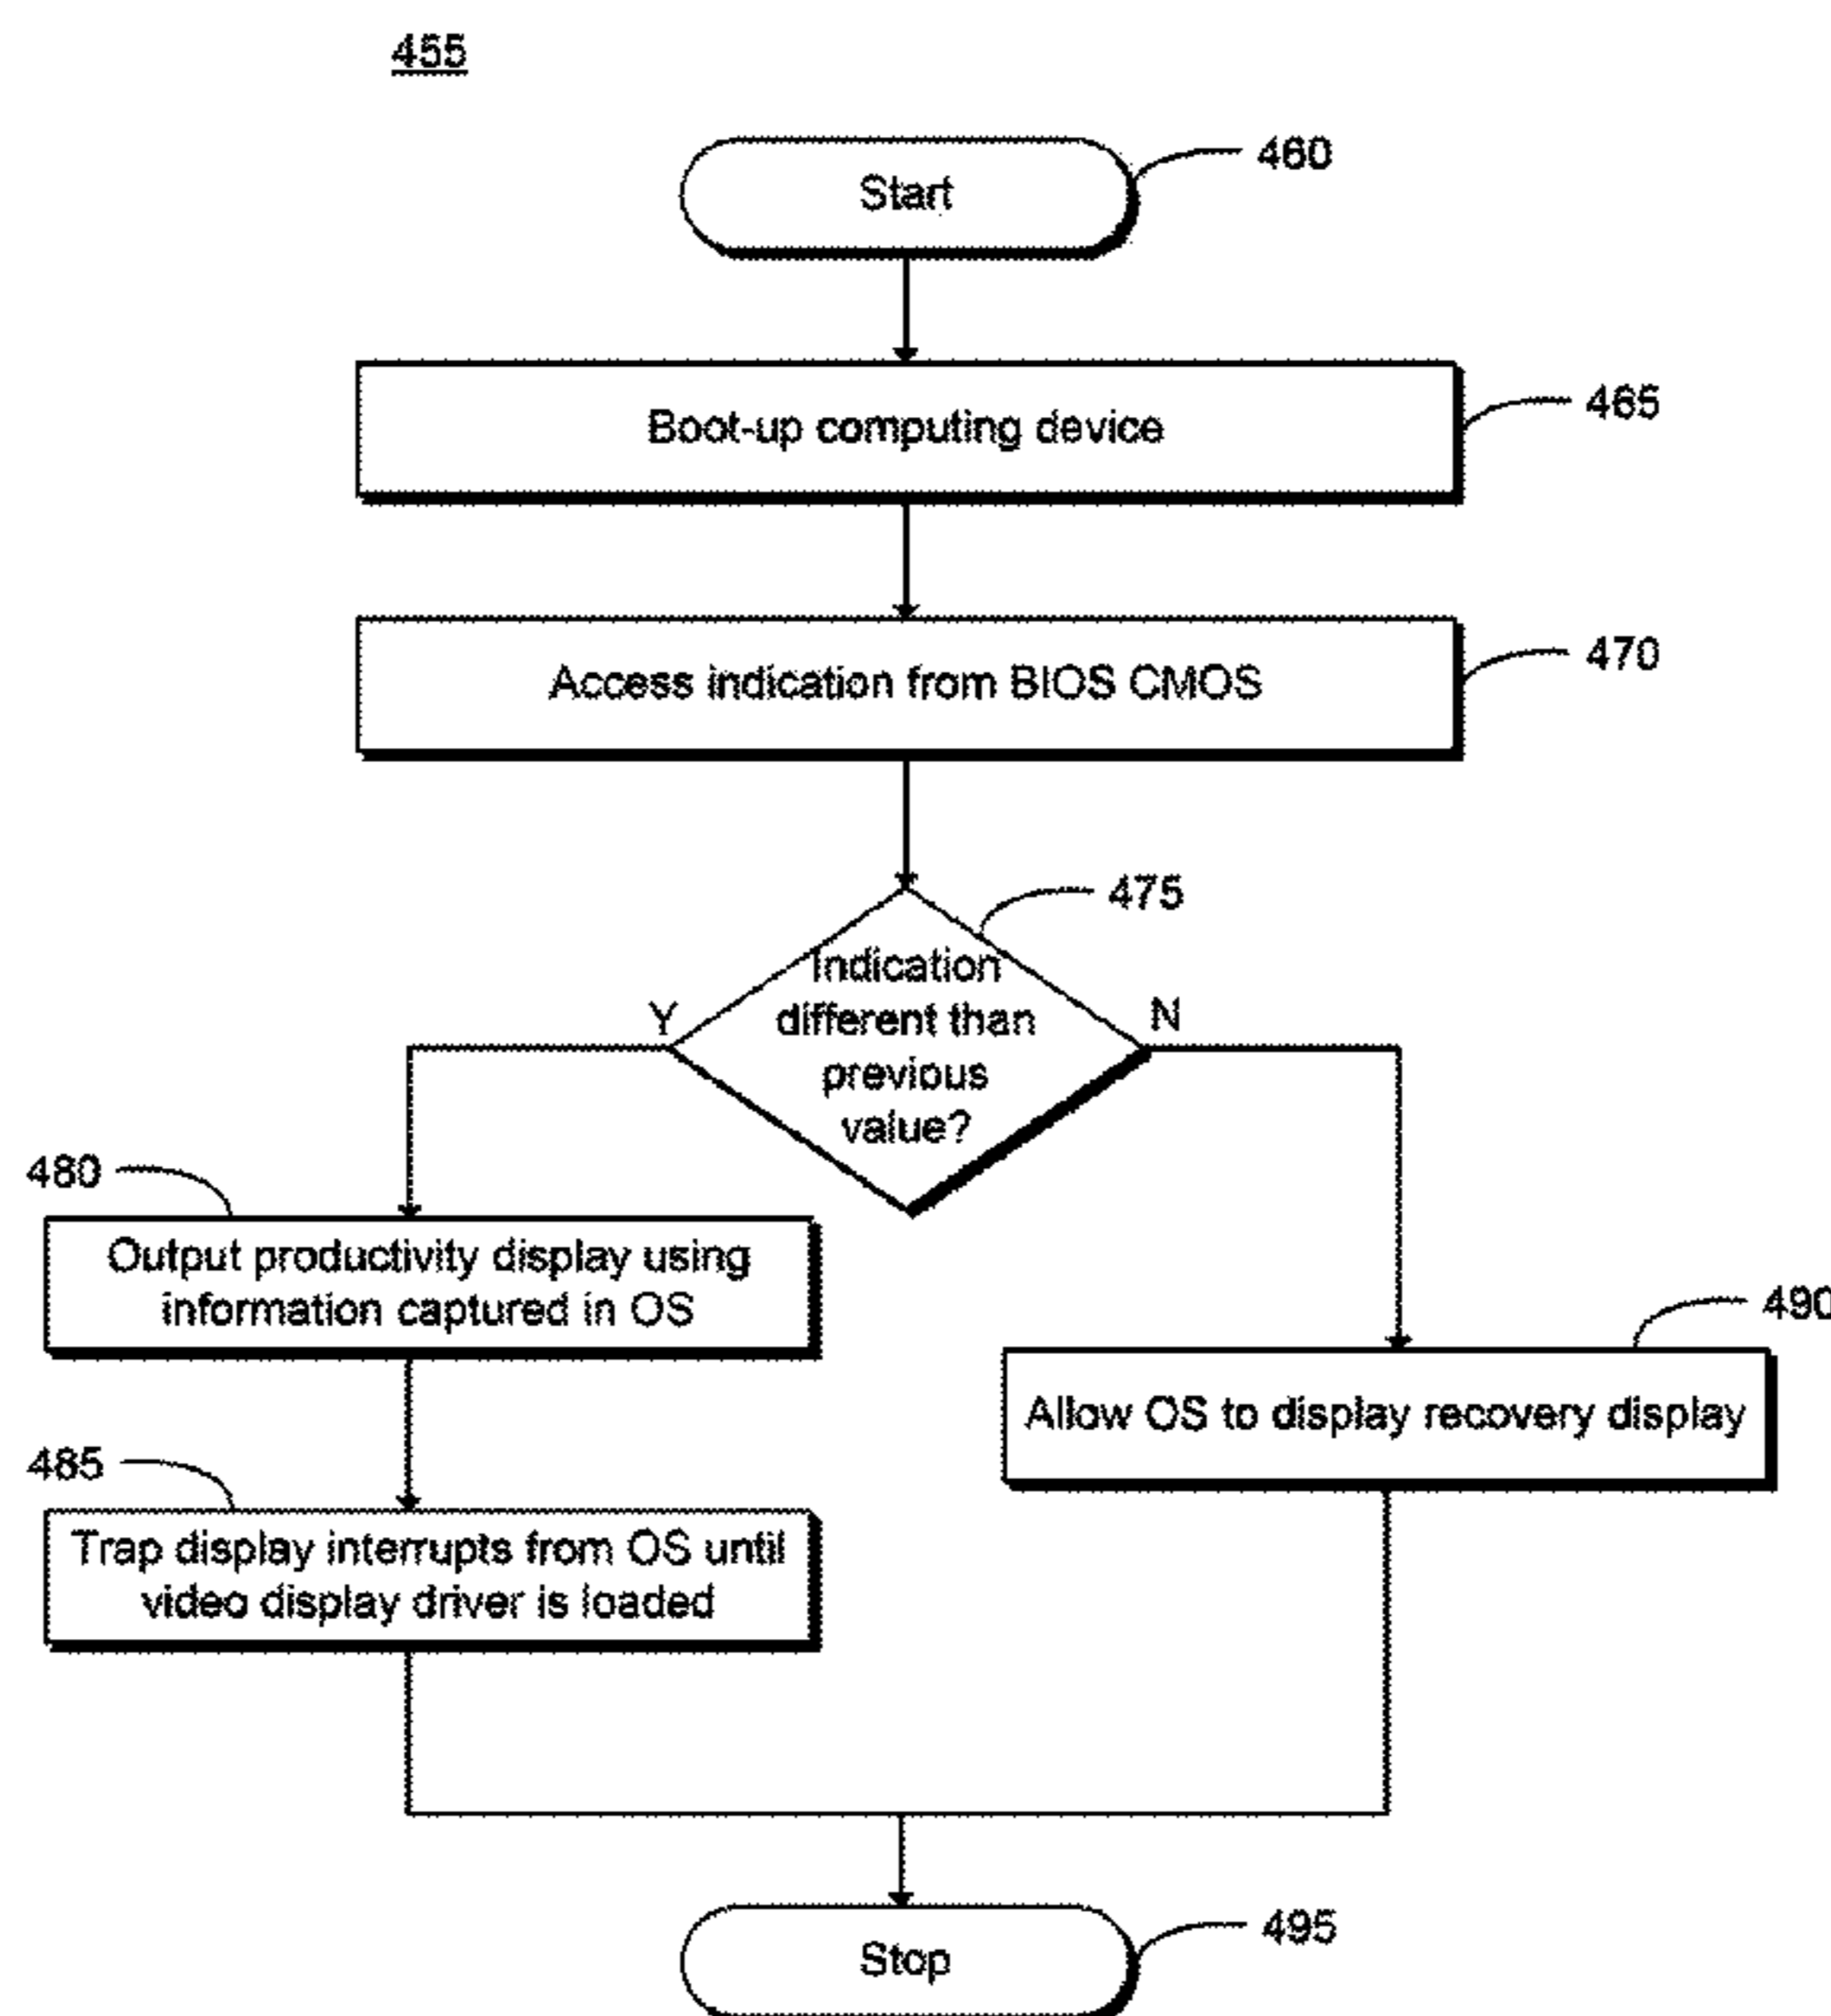 455
Start
460
Boot-up computing device
465
Access indication from BIOS CMOS
470
475
Indication
different than
previous
value?
Y
N
480
Output productivity display using
information captured in OS
490
Allow OS to display recovery display
485
Trap display interrupts from OS until
video display driver is loaded
Stop
495